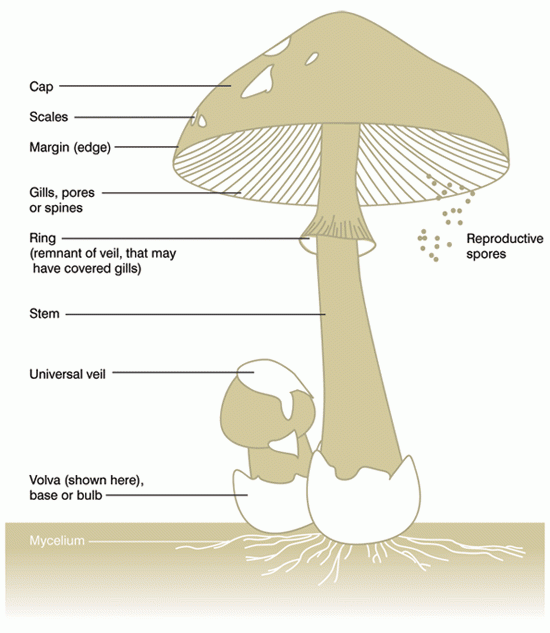 Cap
Scales
Margin (edge)
Gills, pores
or spines
Ring
(remnant of veil, that may
have covered gills)
Reproductive
spores
Stem
Universal veil
Volva (shown here),
base or bulb
Mycelium